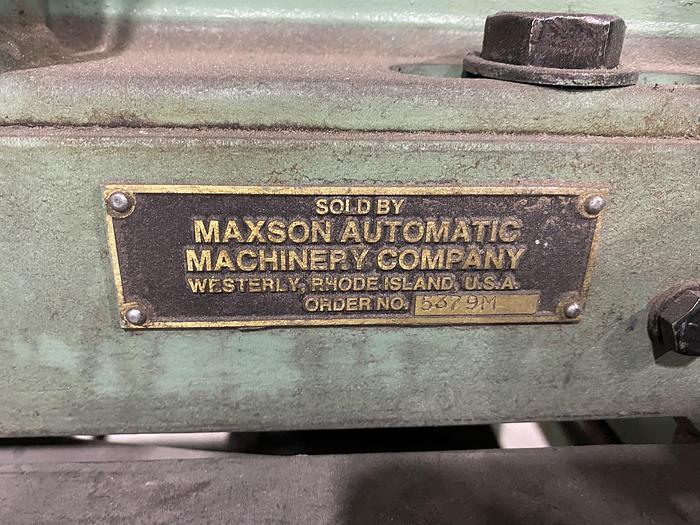 SOLD BY
MAXSON AUTOMATIC
MACHINERY COMPANY
WESTERLY, RHODE ISLAND, U.S.A.
ORDER NO. 5379M